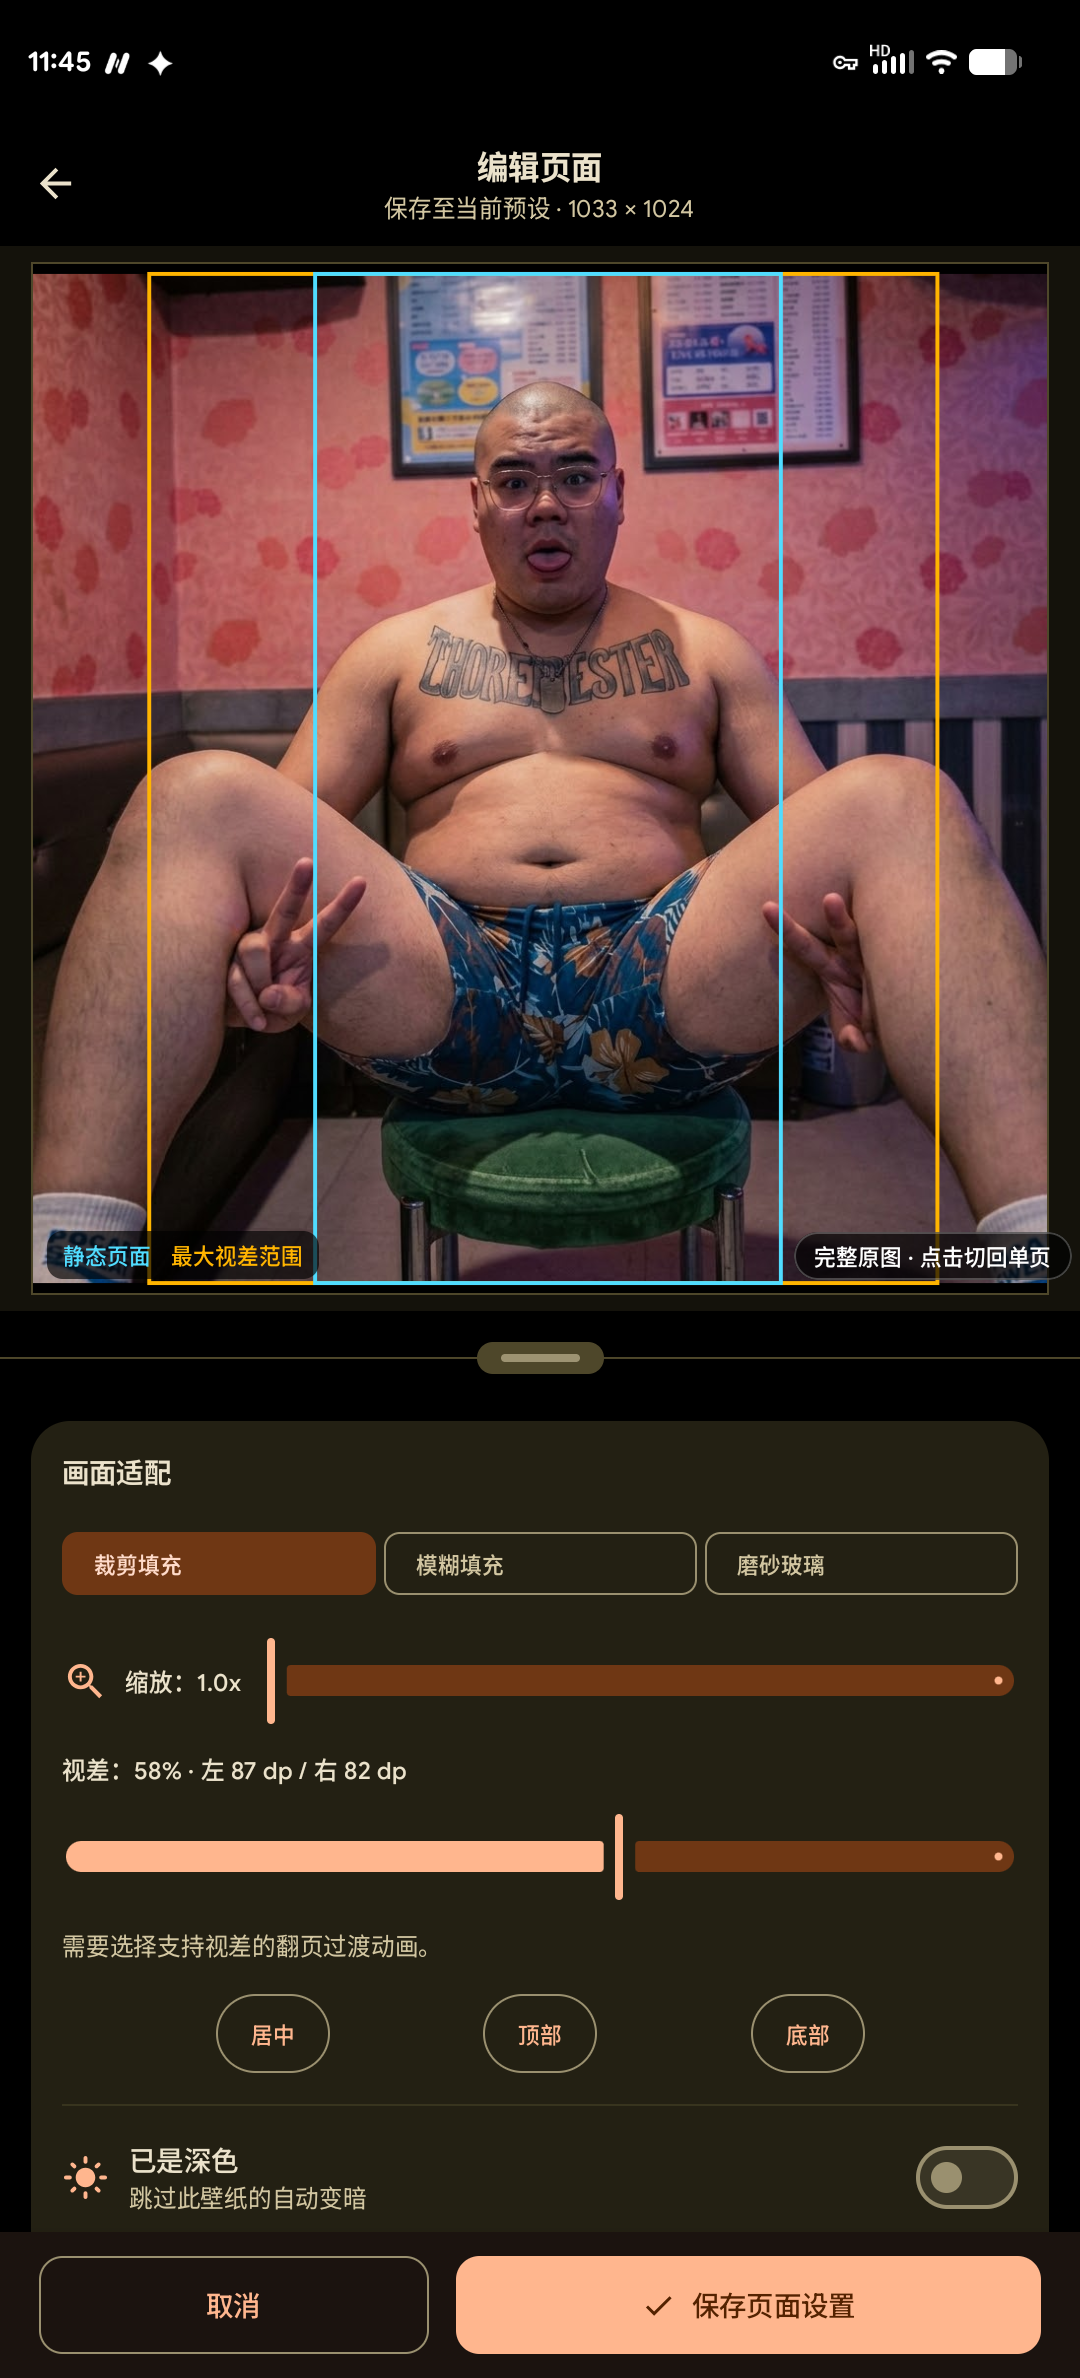 11:45
HD
编辑页面
保存至当前预设 · 1033 × 1024
THORE ESTER
静态页面 最大视差范围
完整原图 · 点击切回单页
画面适配
裁剪填充
模糊填充
磨砂玻璃
缩放：1.0x
视差：58% · 左 87 dp / 右 82 dp
需要选择支持视差的翻页过渡动画。
居中
顶部
底部
已是深色
跳过此壁纸的自动变暗
取消
保存页面设置